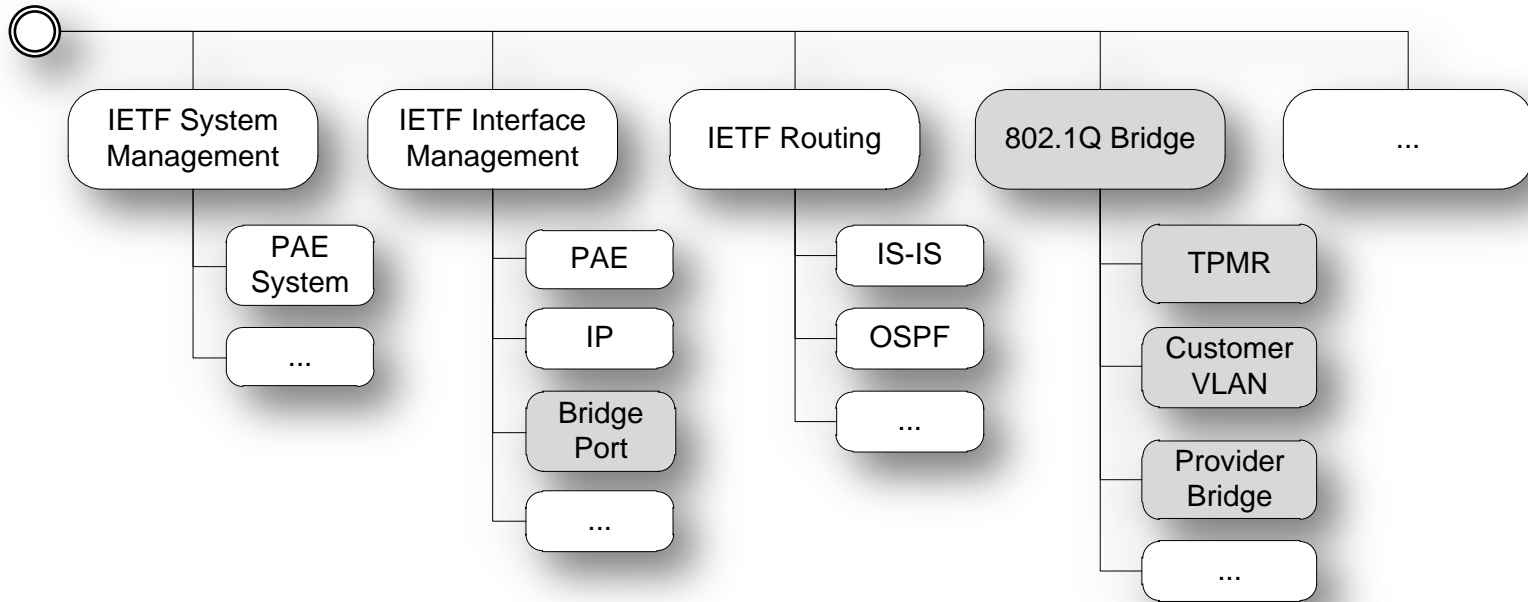 IETF System
Management
IETF Interface
Management
IETF Routing
802.1Q Bridge
...
PAE
System
...
PAE
IP
Bridge
Port
...
IS-IS
OSPF
...
TPMR
Customer
VLAN
Provider
Bridge
...